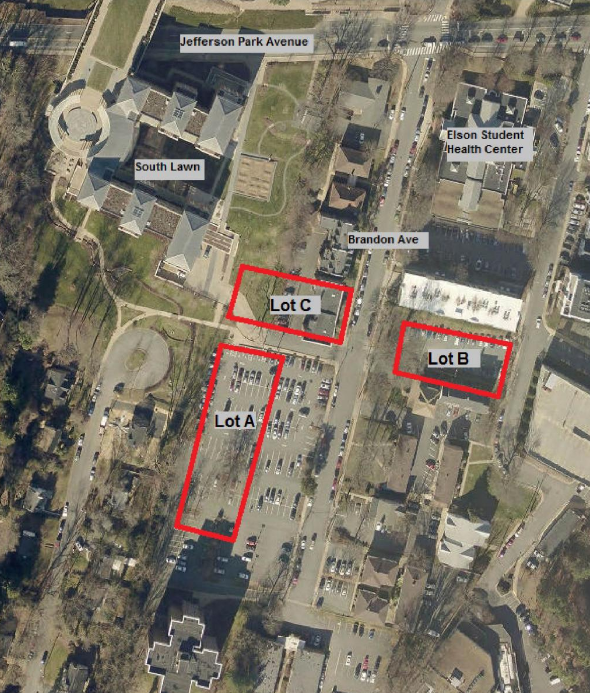 Jefferson Park Avenue
Elson Student
Health Center
South Lawn
Brandon Ave
Lot C
Lot B
Lot A